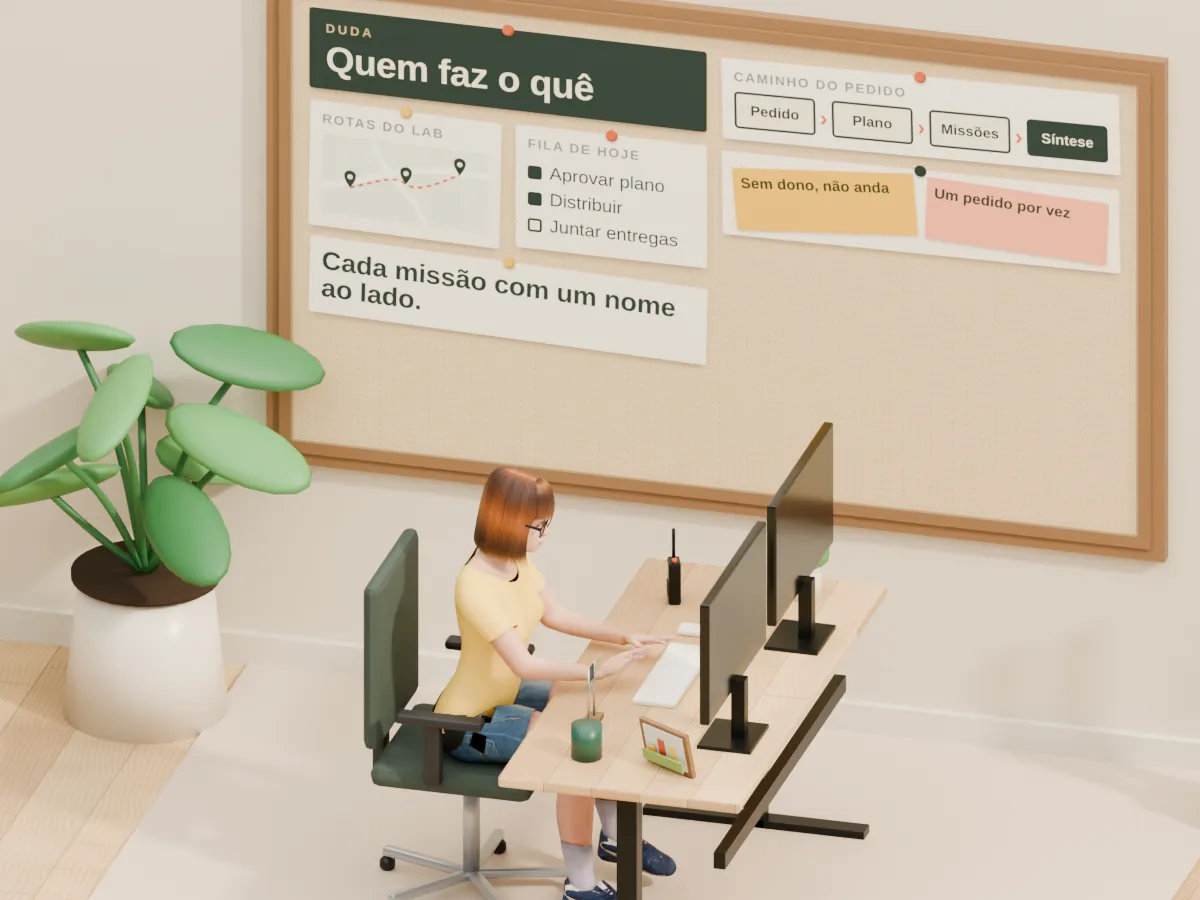 DUDA
Quem faz o quê
ROTAS DO LAB
FILA DE HOJE
Aprovar plano
Distribuir
Juntar entregas
Cada missão com um nome
ao lado.
CAMINHO DO PEDIDO
Pedido › Plano › Missões › Síntese
Sem dono, não anda
Um pedido por vez